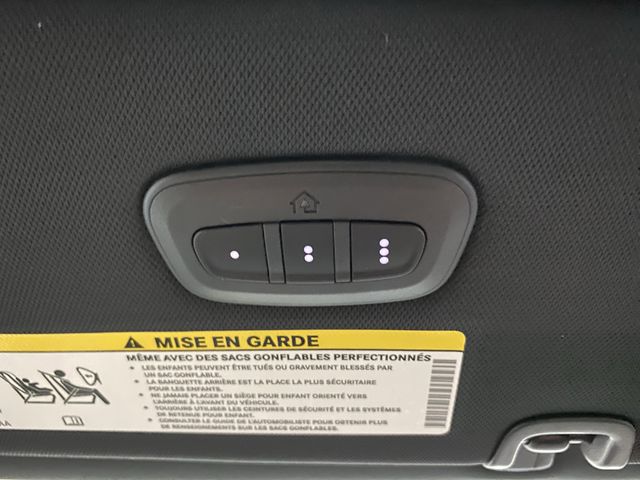 MISE EN GARDE
MÊME AVEC DES SACS GONFLABLES PERFECTIONNÉS
• LES ENFANTS PEUVENT ÊTRE TUÉS OU GRAVEMENT BLESSÉS PAR
UN SAC GONFLABLE.
• LA BANQUETTE ARRIÈRE EST LA PLACE LA PLUS SÉCURITAIRE
POUR LES ENFANTS.
• NE JAMAIS PLACER UN SIÈGE POUR ENFANT ORIENTÉ VERS
L'ARRIÈRE À L'AVANT DU VÉHICULE.
• TOUJOURS UTILISER LES CEINTURES DE SÉCURITÉ ET LES SYSTÈMES
DE RETENUE POUR ENFANT.
• CONSULTER LE GUIDE DE L'AUTOMOBILISTE POUR OBTENIR PLUS
DE RENSEIGNEMENTS SUR LES SACS GONFLABLES.